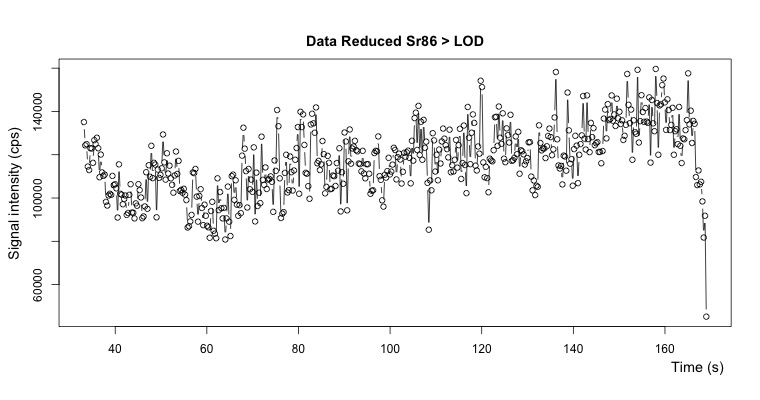 Data Reduced Sr86 > LOD
Signal intensity (cps)
140000
100000
60000
40 60 80 100 120 140 160
Time (s)